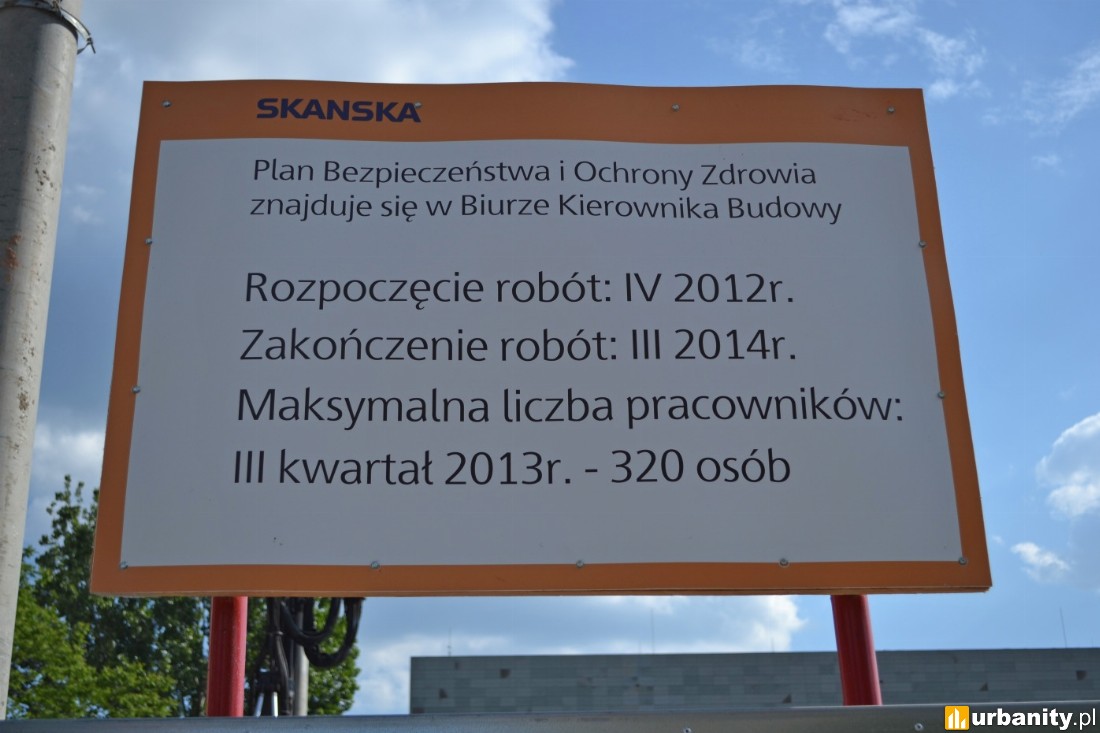 SKANSKA
Plan Bezpieczeństwa i Ochrony Zdrowia
znajduje się w Biurze Kierownika Budowy
Rozpoczęcie robót: IV 2012r.
Zakończenie robót: III 2014r.
Maksymalna liczba pracowników:
III kwartał 2013r. - 320 osób
urbanity.pl